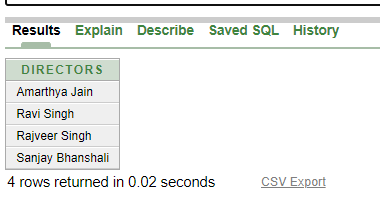 Results Explain Describe Saved SQL History
DIRECTORS
Amarthya Jain
Ravi Singh
Rajveer Singh
Sanjay Bhanshali
4 rows returned in 0.02 seconds CSV Export